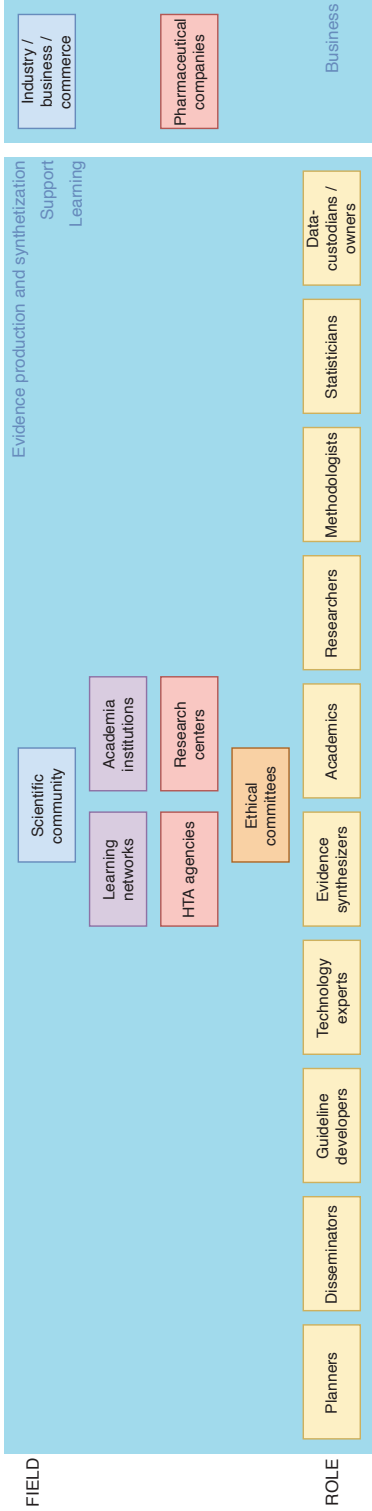 FIELD
Scientific
community
Evidence production and synthetization
Support
Learning
Industry /
business /
commerce
Learning
networks
Academia
institutions
HTA agencies
Research
centers
Pharmaceutical
companies
Ethical
committees
ROLE
Planners
Disseminators
Guideline
developers
Technology
experts
Evidence
synthesizers
Academics
Researchers
Methodologists
Statisticians
Data-
custodians /
owners
Business